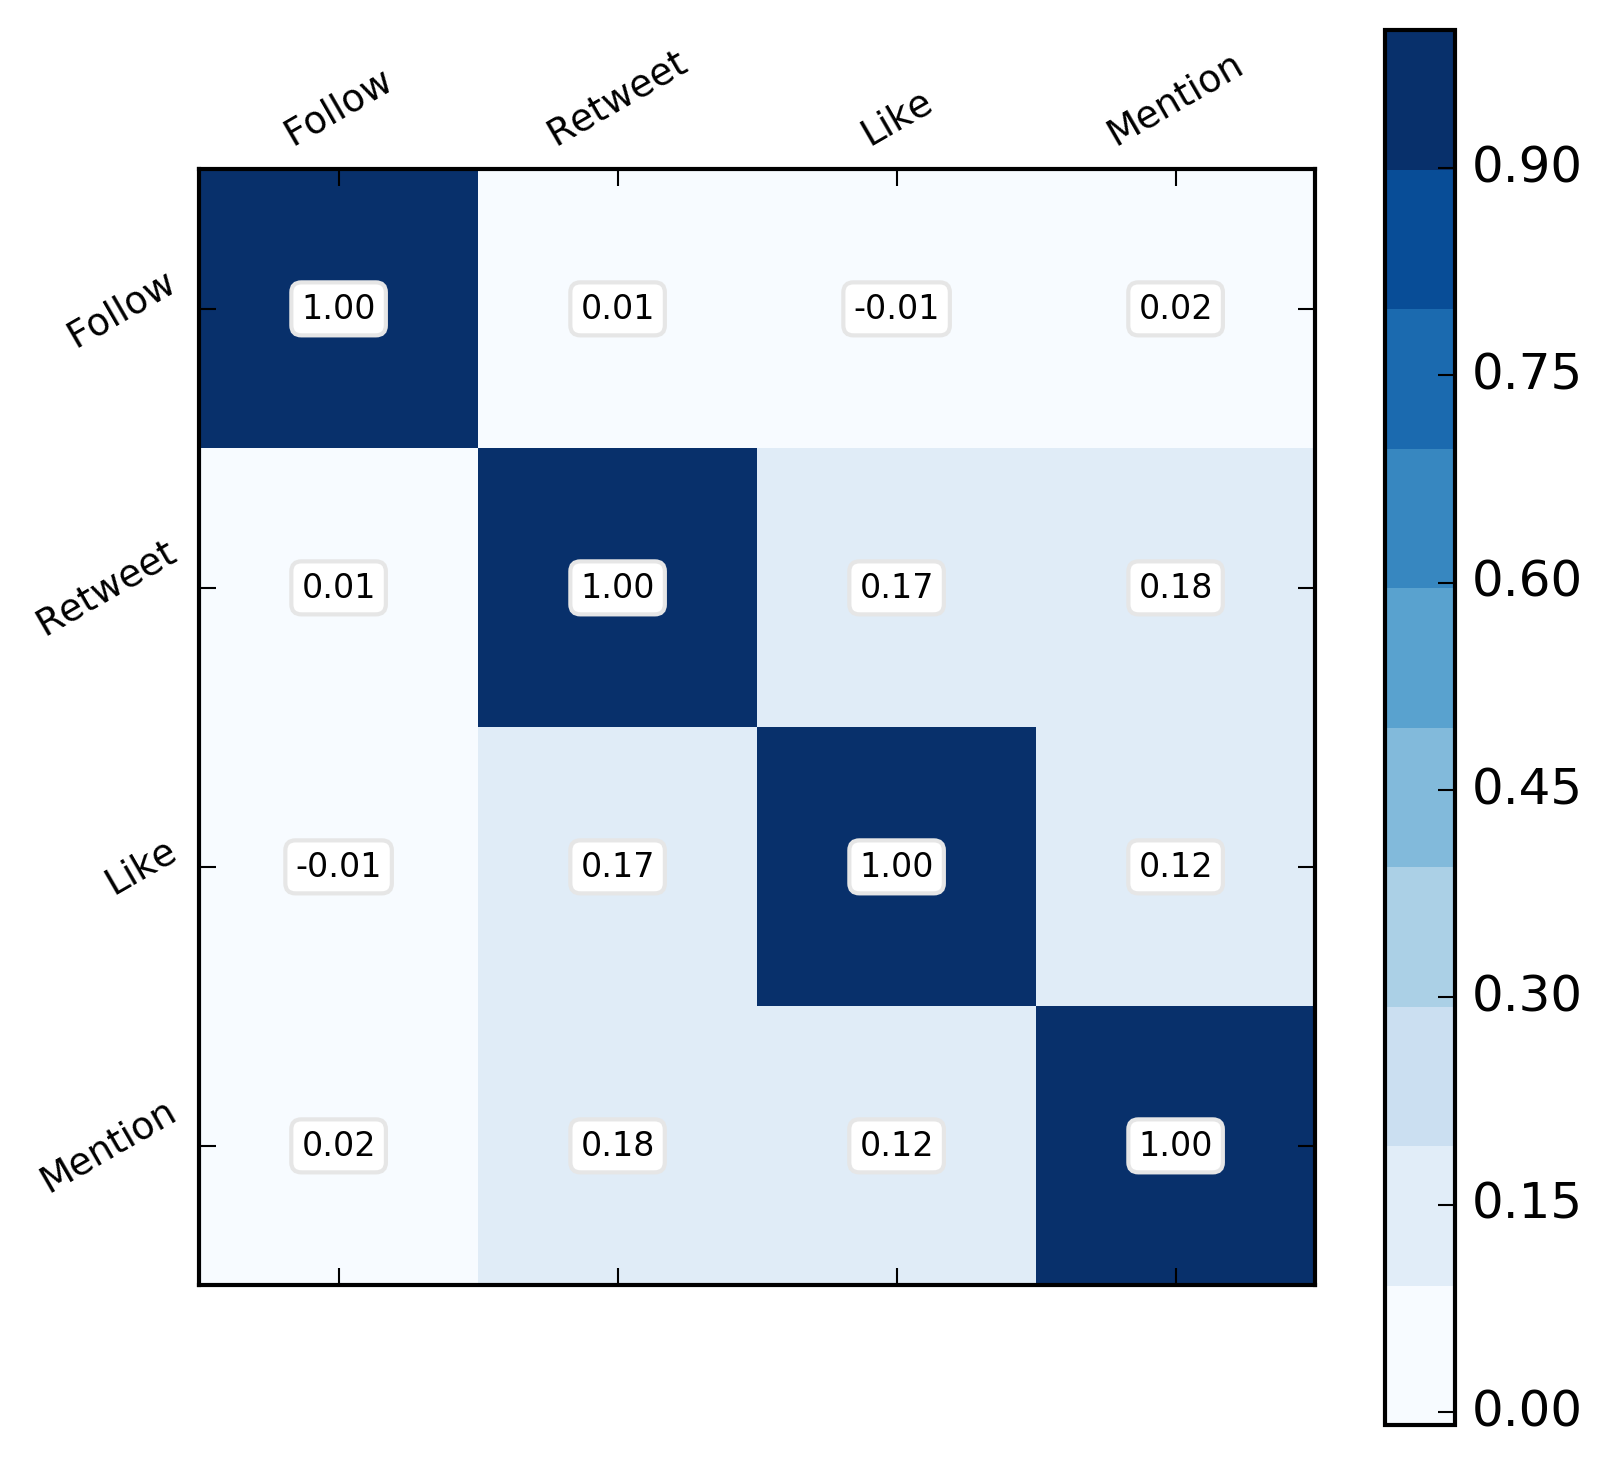 Follow Retweet Like Mention
Follow 1.00 0.01 -0.01 0.02
Retweet 0.01 1.00 0.17 0.18
Like -0.01 0.17 1.00 0.12
Mention 0.02 0.18 0.12 1.00
0.90
0.75
0.60
0.45
0.30
0.15
0.00